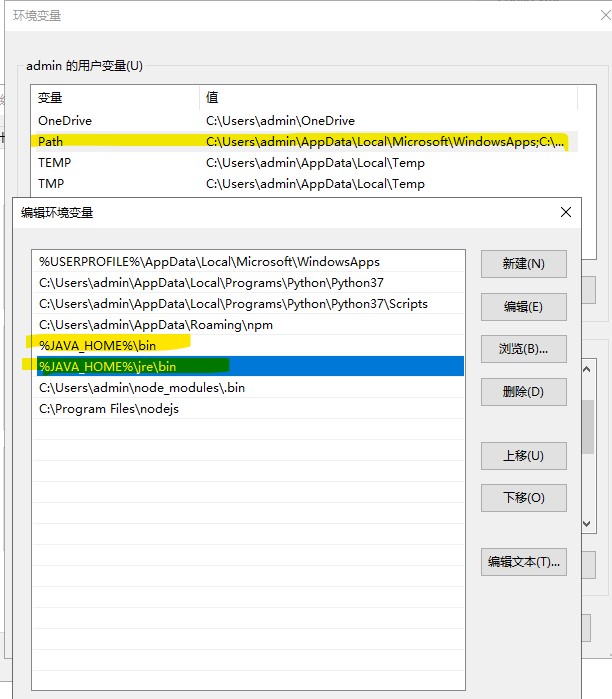 环境变量
admin 的用户变量(U)
变量 值
OneDrive C:\Users\admin\OneDrive
Path C:\Users\admin\AppData\Local\Microsoft\WindowsApps;C:\...
TEMP C:\Users\admin\AppData\Local\Temp
TMP C:\Users\admin\AppData\Local\Temp
编辑环境变量
%USERPROFILE%\AppData\Local\Microsoft\WindowsApps
C:\Users\admin\AppData\Local\Programs\Python\Python37
C:\Users\admin\AppData\Local\Programs\Python\Python37\Scripts
C:\Users\admin\AppData\Roaming\npm
%JAVA_HOME%\bin
%JAVA_HOME%\jre\bin
C:\Users\admin\node_modules\.bin
C:\Program Files\nodejs
新建(N)
编辑(E)
浏览(B)...
删除(D)
上移(U)
下移(O)
编辑文本(T)...